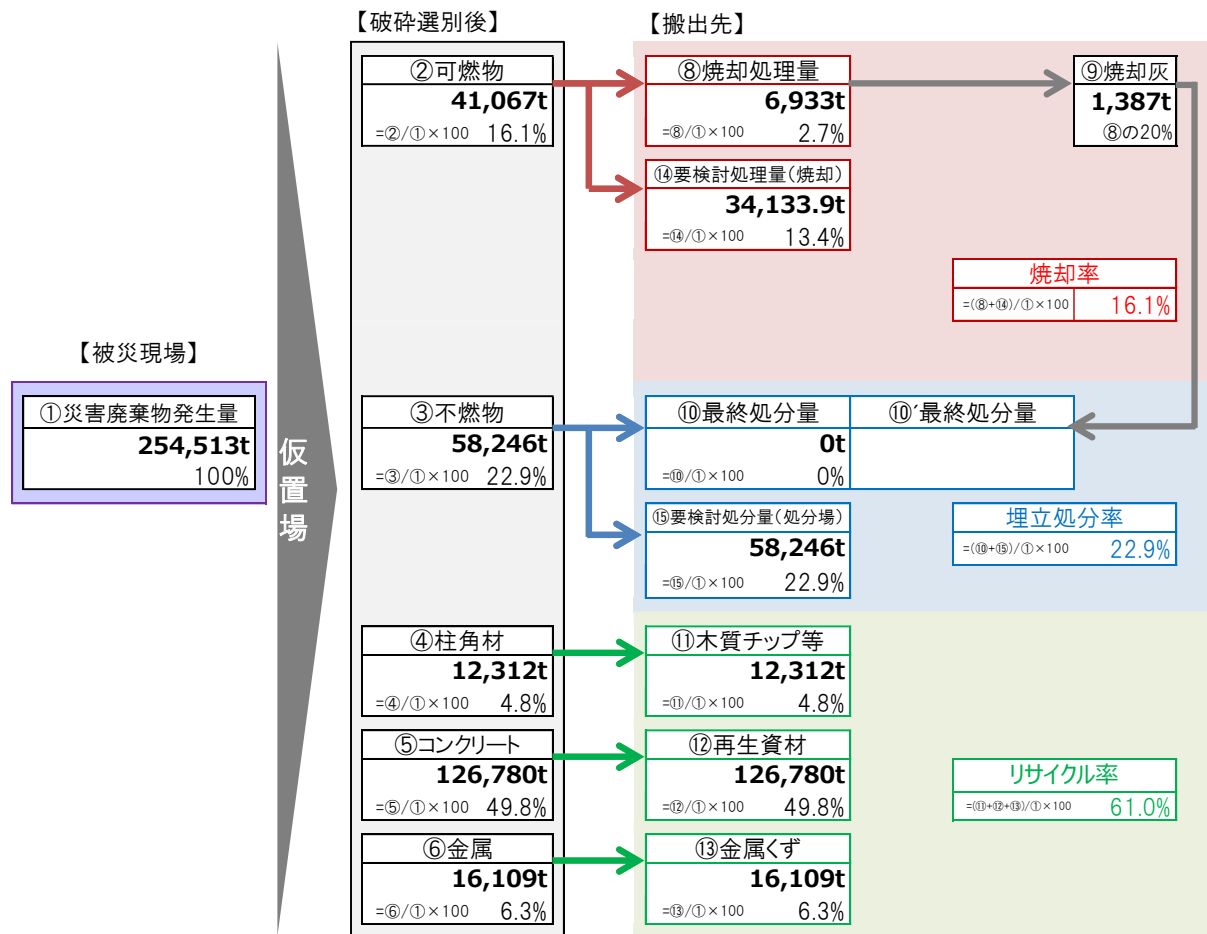 【破砕選別後】
【搬出先】
②可燃物
41,067t
=②/①×100 16.1%
⑧焼却処理量
6,933t
=⑧/①×100 2.7%
⑨焼却灰
1,387t
⑧の20%
⑭要検討処理量(焼却)
34,133.9t
=⑭/①×100 13.4%
焼却率
=(⑧+⑭)/①×100 16.1%
【被災現場】
①災害廃棄物発生量
254,513t
100%
仮置場
③不燃物
58,246t
=③/①×100 22.9%
⑩最終処分量
0t
=⑩/①×100 0%
⑩´最終処分量
⑮要検討処分量(処分場)
58,246t
=⑮/①×100 22.9%
埋立処分率
=(⑩+⑮)/①×100 22.9%
④柱角材
12,312t
=④/①×100 4.8%
⑪木質チップ等
12,312t
=⑪/①×100 4.8%
⑤コンクリート
126,780t
=⑤/①×100 49.8%
⑫再生資材
126,780t
=⑫/①×100 49.8%
リサイクル率
=(⑪+⑫+⑬)/①×100 61.0%
⑥金属
16,109t
=⑥/①×100 6.3%
⑬金属くず
16,109t
=⑬/①×100 6.3%